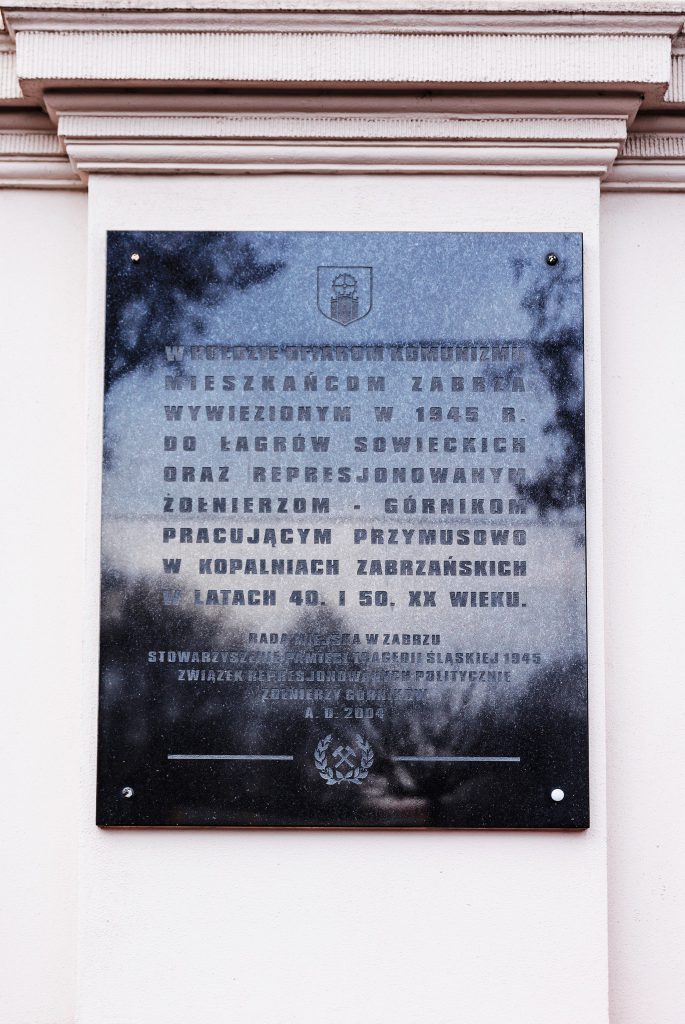 W HOŁDZIE OFIAROM KOMUNIZMU
MIESZKAŃCOM ZABRZA
WYWIEZIONYM W 1945 R.
DO ŁAGRÓW SOWIECKICH
ORAZ REPRESJONOWANYM
ŻOŁNIERZOM - GÓRNIKOM
PRACUJĄCYM PRZYMUSOWO
W KOPALNIACH ZABRZAŃSKICH
W LATACH 40. I 50. XX WIEKU.
RADA MIEJSKA W ZABRZU
STOWARZYSZENIE PAMIĘCI TRAGEDII ŚLĄSKIEJ 1945
ZWIĄZEK REPRESJONOWANYCH POLITYCZNIE
ŻOŁNIERZY GÓRNIKÓW
A. D. 2004